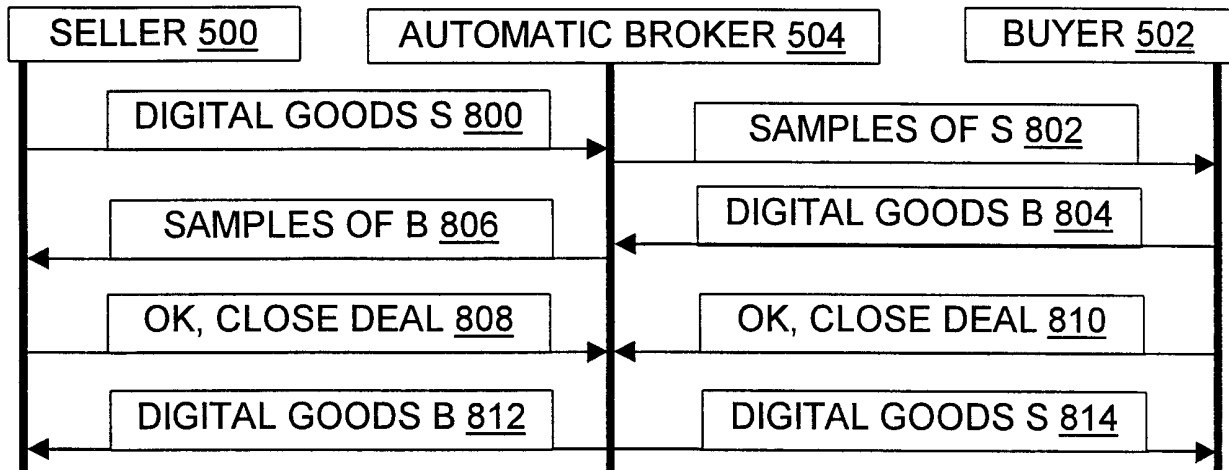 SELLER 500
AUTOMATIC BROKER 504
BUYER 502
DIGITAL GOODS S 800
SAMPLES OF S 802
DIGITAL GOODS B 804
SAMPLES OF B 806
OK, CLOSE DEAL 808
OK, CLOSE DEAL 810
DIGITAL GOODS B 812
DIGITAL GOODS S 814